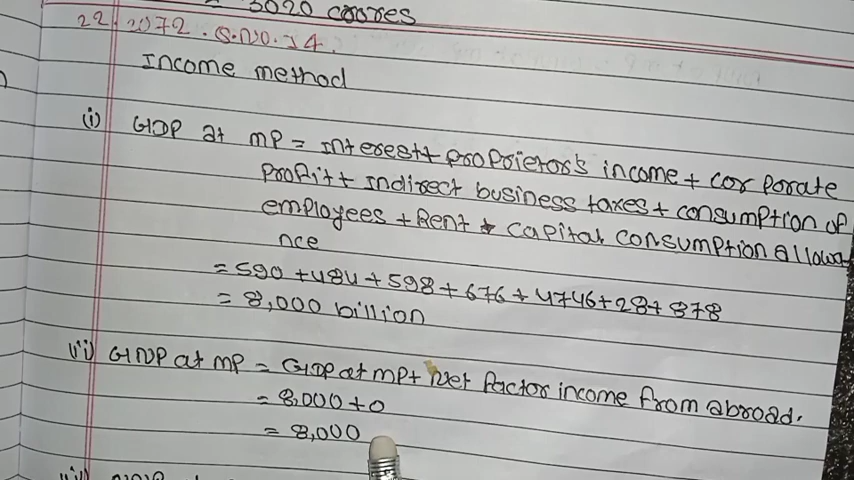 = 3020 crores
22. 2072. Q.NO. 14.
Income method
(i) GDP at MP = Interest + proprietor's income + corporate
profit + Indirect business taxes + consumption of
employees + Rent + capital consumption allowa
nce
= 590 + 484 + 598 + 676 + 4746 + 28 + 878
= 8,000 billion
(ii) GNP at MP = GDP at MP + Net factor income from abroad.
= 8,000 + 0
= 8,000